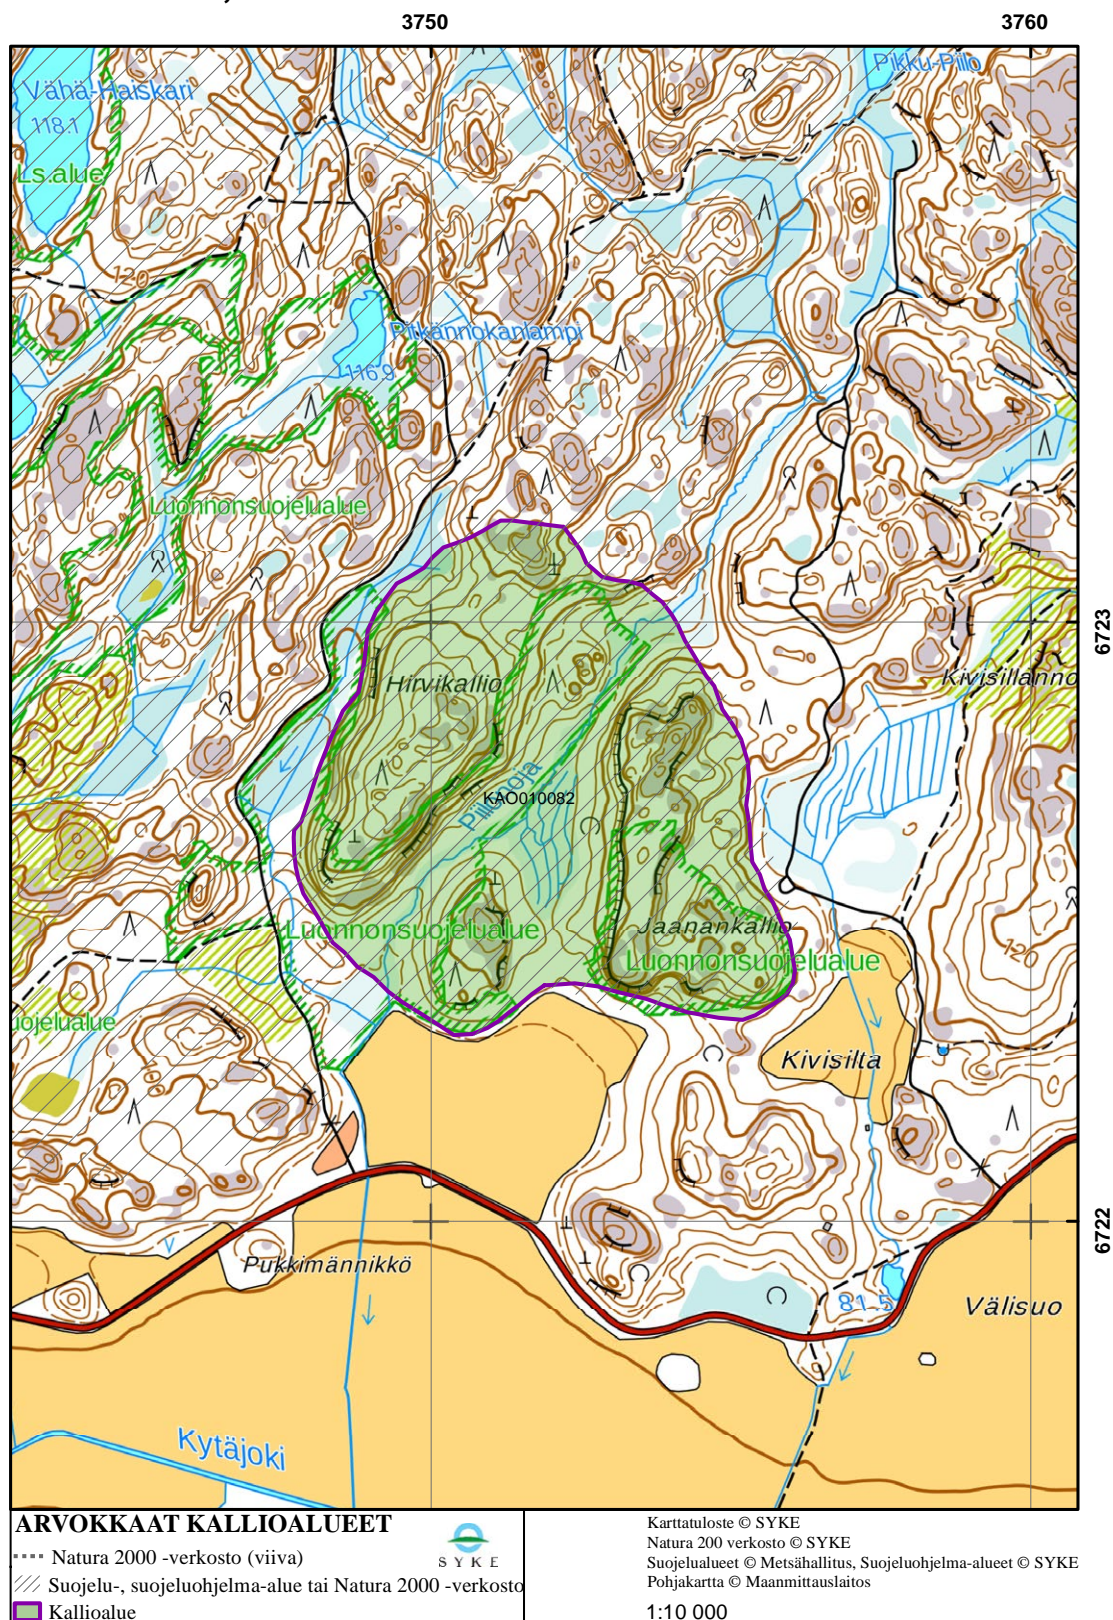 3750
3760
Pikku-Piilo
Vähä-Haiskari
118.1
Ls.alue
120
Pitkännokanlampi
116.9
Luonnonsuojelualue
6723
Kivisillanno
Hirvikallio
Piilonoja
KAO010082
Jaanankallio
Luonnonsuojelualue
Luonnonsuojelualue
120
uojelualue
Kivisilta
6722
Pukkimännikkö
81.5
Välisuo
Kytäjoki
ARVOKKAAT KALLIOALUEET
SYKE
Natura 2000 -verkosto (viiva)
Suojelu-, suojeluohjelma-alue tai Natura 2000 -verkosto
Kallioalue
Karttatuloste © SYKE
Natura 200 verkosto © SYKE
Suojelualueet © Metsähallitus, Suojeluohjelma-alueet © SYKE
Pohjakartta © Maanmittauslaitos
1:10 000